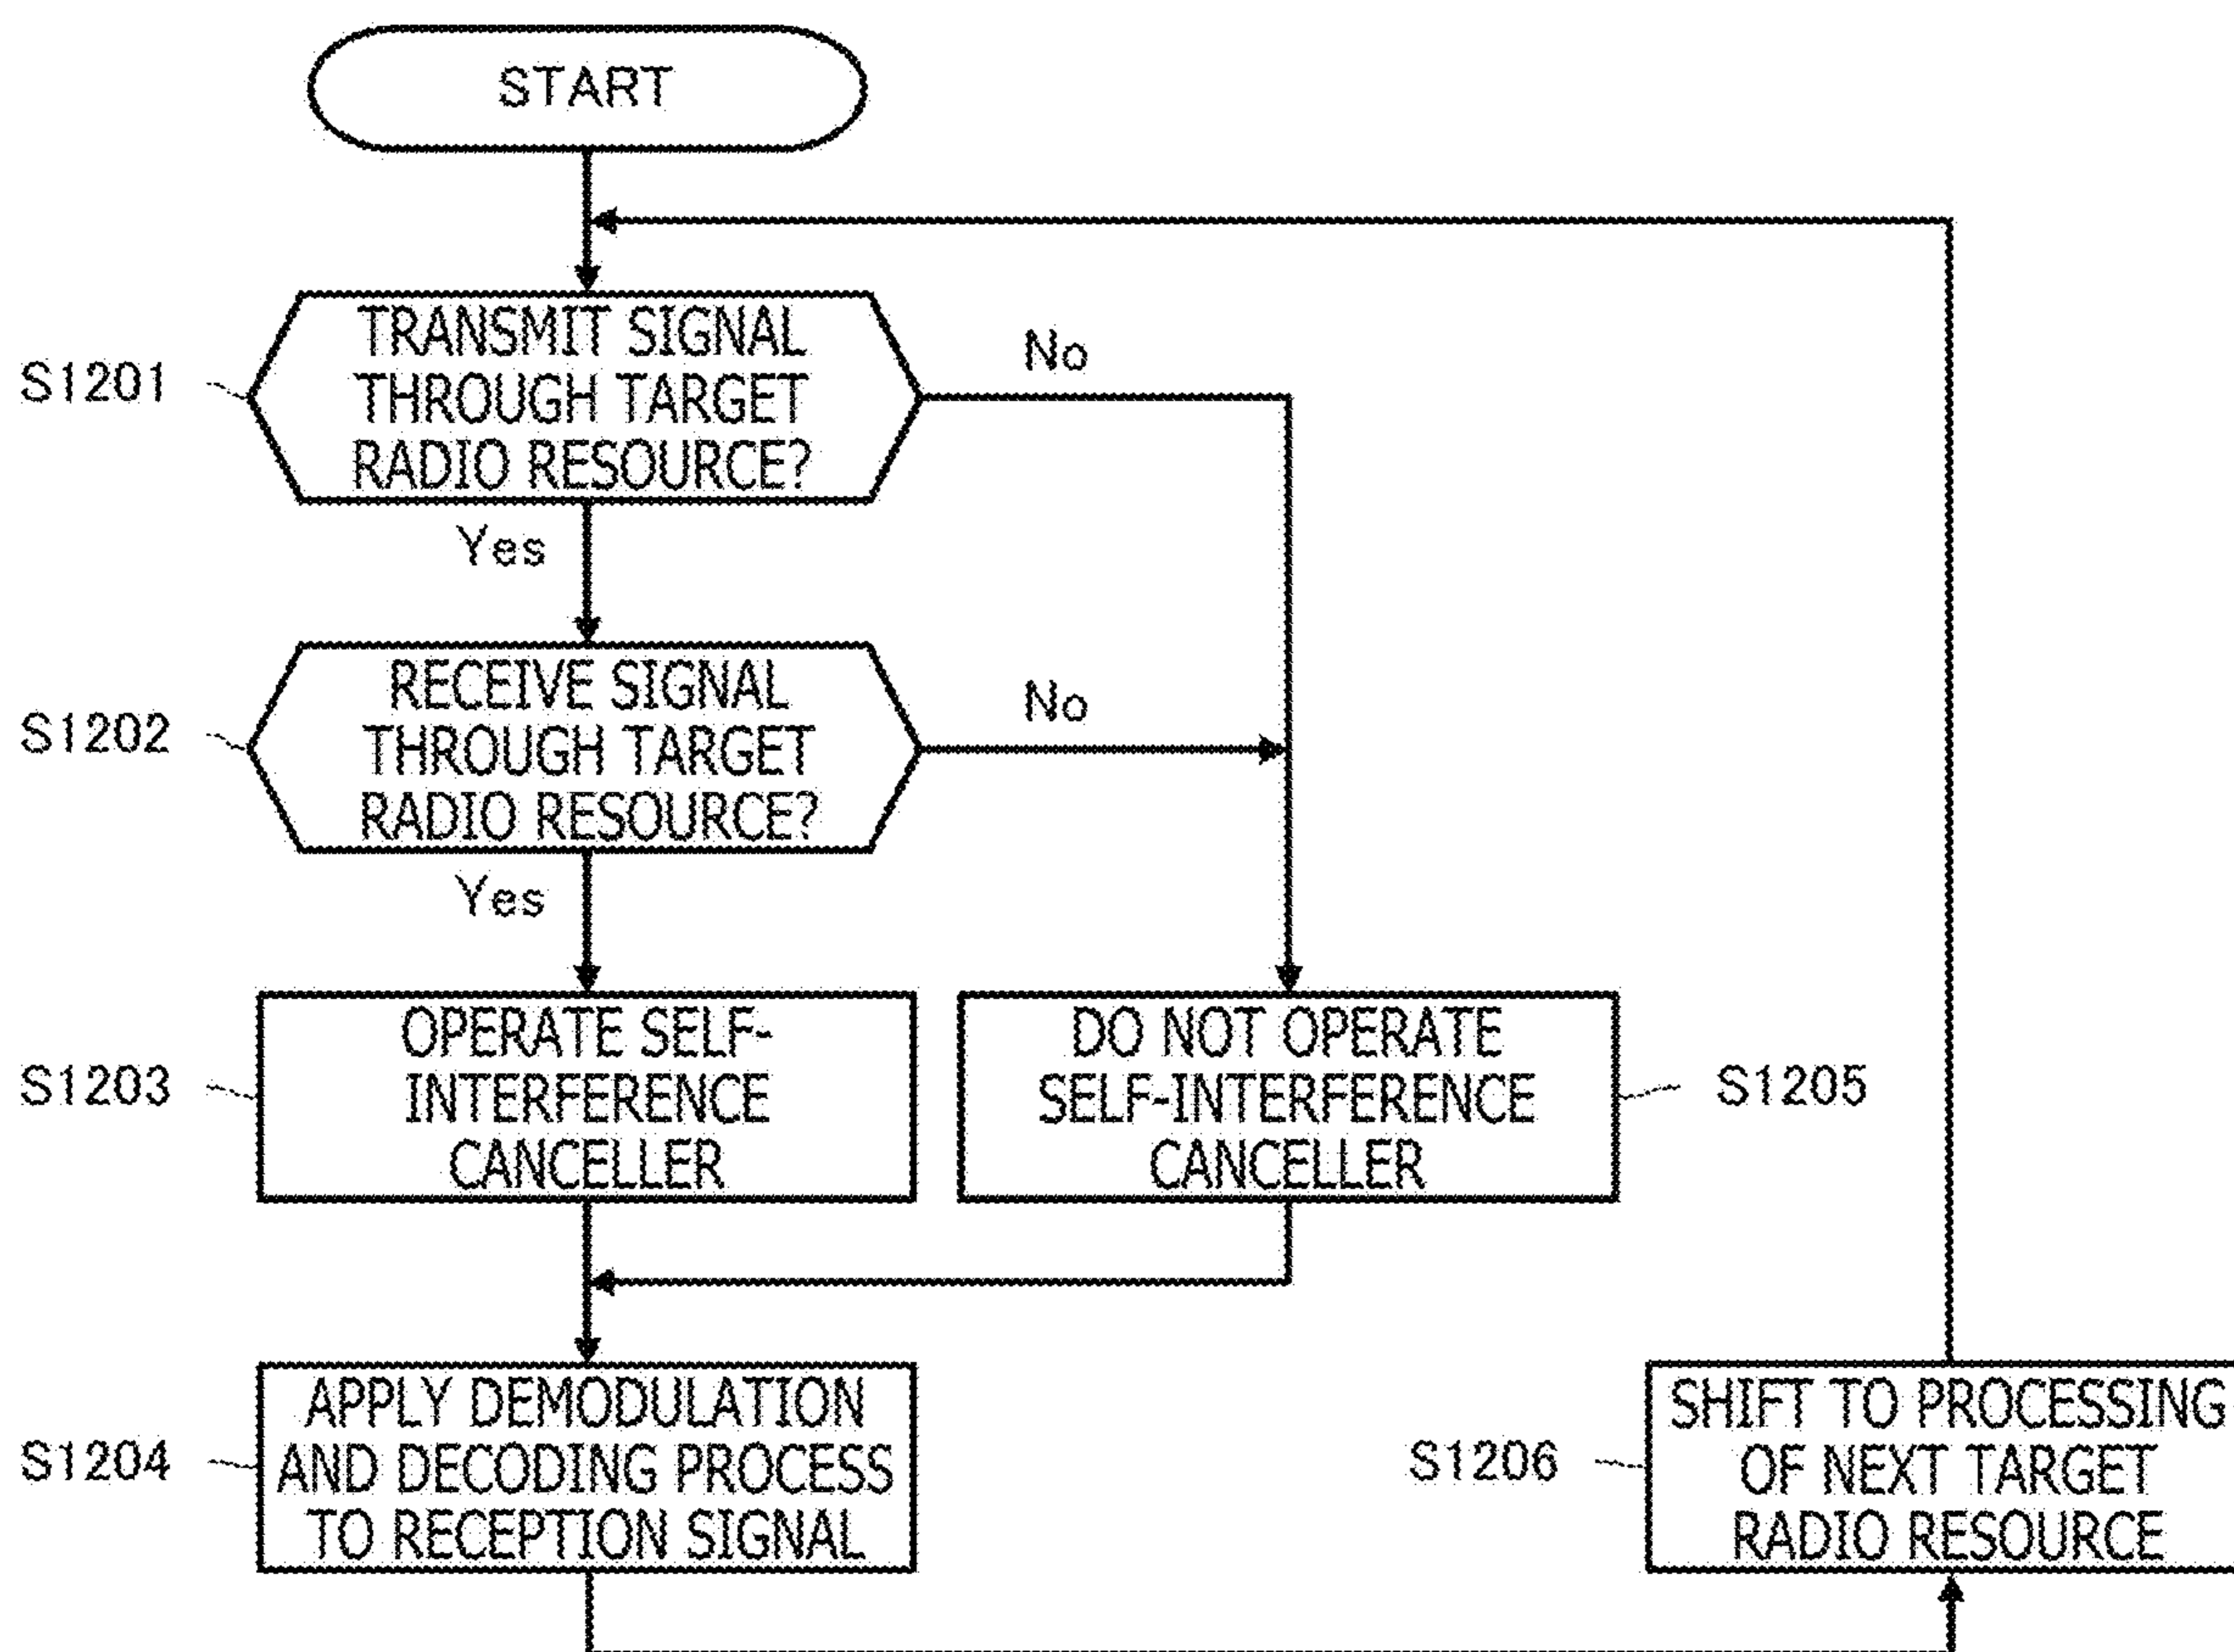 START
S1201
TRANSMIT SIGNAL
THROUGH TARGET
RADIO RESOURCE?
No
Yes
S1202
RECEIVE SIGNAL
THROUGH TARGET
RADIO RESOURCE?
No
Yes
S1203
OPERATE SELF-
INTERFERENCE
CANCELLER
DO NOT OPERATE
SELF-INTERFERENCE
CANCELLER
S1205
S1204
APPLY DEMODULATION
AND DECODING PROCESS
TO RECEPTION SIGNAL
S1206
SHIFT TO PROCESSING
OF NEXT TARGET
RADIO RESOURCE